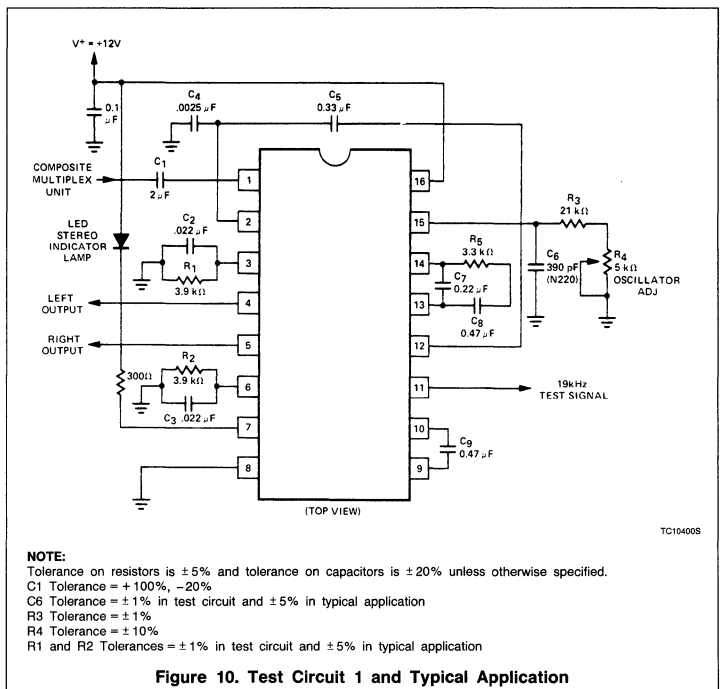 V+ = +12V
0.1
μF
C4
.0025 μF
C5
0.33 μF
COMPOSITE
MULTIPLEX
UNIT
C1
2 μF
1
16
LED
STEREO
INDICATOR
LAMP
C2
.022 μF
2
15
R3
21 kΩ
R1
3.9 kΩ
3
14
R5
3.3 kΩ
C7
0.22 μF
C6
390 pF
(N220)
R4
5 kΩ
OSCILLATOR
ADJ
LEFT
OUTPUT
4
13
C8
0.47 μF
RIGHT
OUTPUT
5
12
300Ω
R2
3.9 kΩ
6
11
19kHz
TEST SIGNAL
C3 .022 μF
7
10
C9
0.47 μF
8
9
(TOP VIEW)
TC10400S
NOTE:
Tolerance on resistors is ±5% and tolerance on capacitors is ±20% unless otherwise specified.
C1 Tolerance = +100%, -20%
C6 Tolerance = ±1% in test circuit and ±5% in typical application
R3 Tolerance = ±1%
R4 Tolerance = ±10%
R1 and R2 Tolerances = ±1% in test circuit and ±5% in typical application
Figure 10. Test Circuit 1 and Typical Application